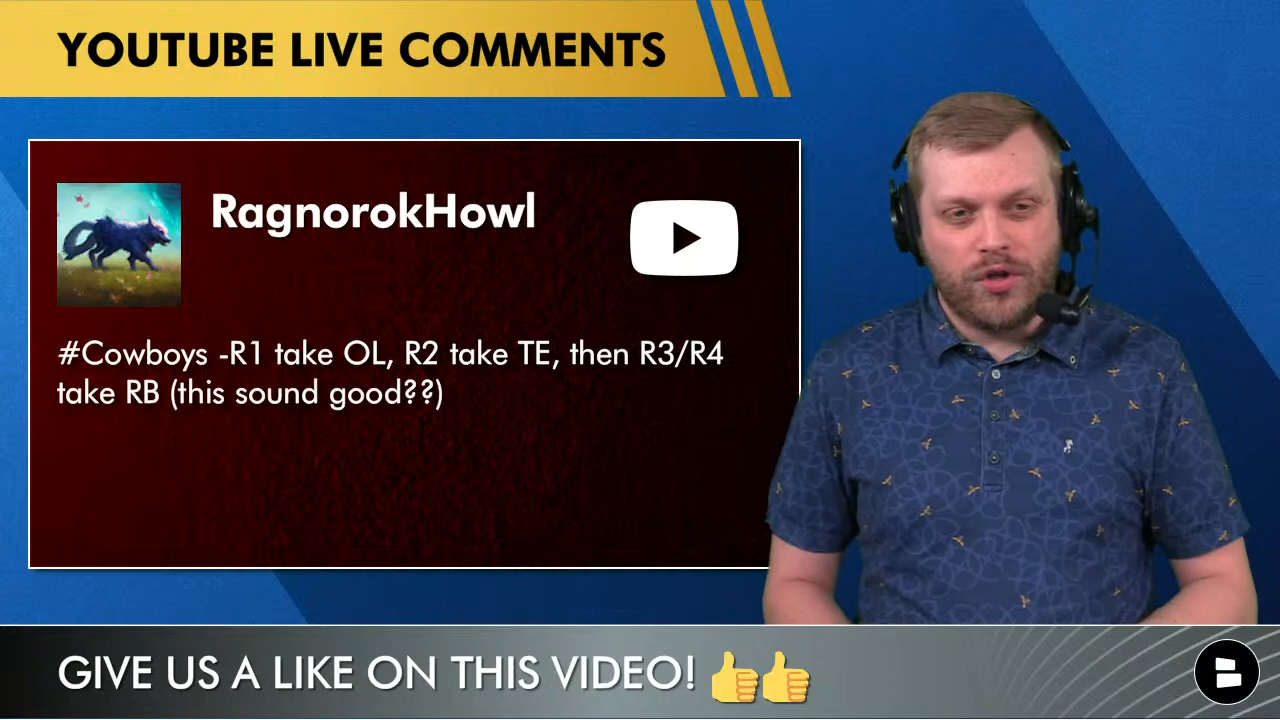 YOUTUBE LIVE COMMENTS
RagnorokHowl
#Cowboys -R1 take OL, R2 take TE, then R3/R4
take RB (this sound good??)
GIVE US A LIKE ON THIS VIDEO! 👍👍